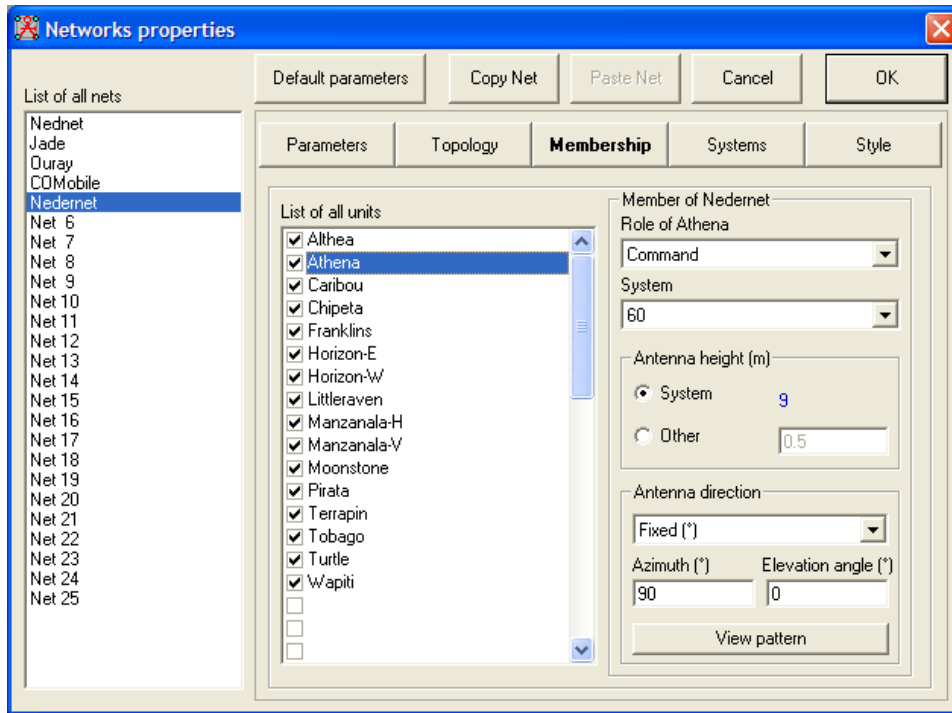 Networks properties
Default parameters
Copy Net
Paste Net
Cancel
OK
List of all nets
Nednet
Jade
Ouray
COMobile
Nedernet
Net 6
Net 7
Net 8
Net 9
Net 10
Net 11
Net 12
Net 13
Net 14
Net 15
Net 16
Net 17
Net 18
Net 19
Net 20
Net 21
Net 22
Net 23
Net 24
Net 25
Parameters
Topology
Membership
Systems
Style
List of all units
Althea
Athena
Caribou
Chipeta
Franklins
Horizon-E
Horizon-W
Littleraven
Manzanala-H
Manzanala-V
Moonstone
Pirata
Terrapin
Tobago
Turtle
Wapiti
Member of Nedernet
Role of Athena
Command
System
60
Antenna height (m)
System 9
Other 0.5
Antenna direction
Fixed (°)
Azimuth (°) Elevation angle (°)
90 0
View pattern